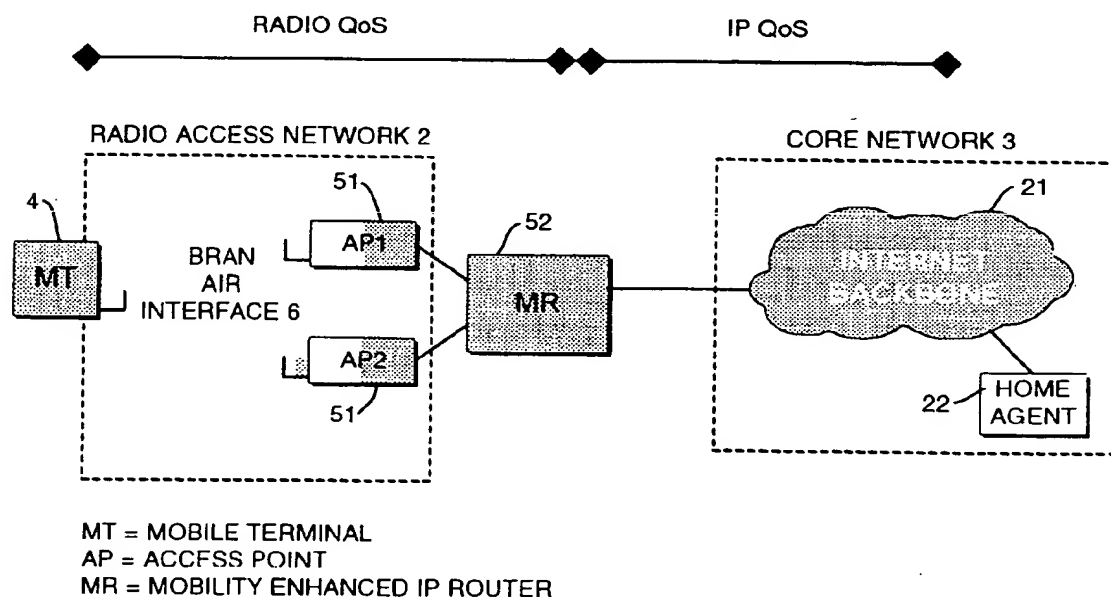 RADIO QoS
IP QoS
RADIO ACCESS NETWORK 2
CORE NETWORK 3
4
MT
BRAN
AIR
INTERFACE 6
51
AP1
AP2
51
52
MR
21
INTERNET
BACKBONE
22
HOME
AGENT
MT = MOBILE TERMINAL
AP = ACCESS POINT
MR = MOBILITY ENHANCED IP ROUTER